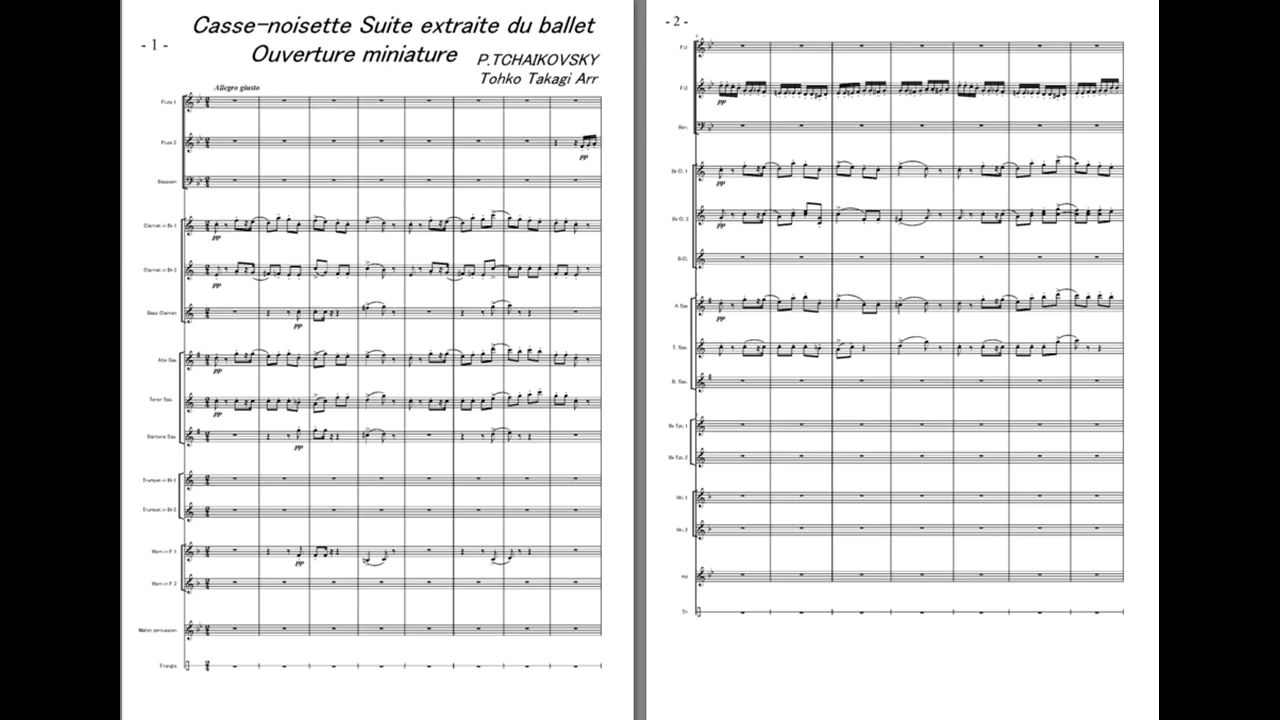 - 1 -
Casse-noisette Suite extraite du ballet
Ouverture miniature
P.TCHAIKOVSKY
Tohko Takagi Arr
Allegro giusto
Flute 1
Flute 2
pp
Bassoon
Clarinet in B♭ 1
pp
Clarinet in B♭ 2
pp
Bass Clarinet
pp
Alto Sax.
pp
Tenor Sax.
pp
Baritone Sax.
pp
Trumpet in B♭ 1
Trumpet in B♭ 2
Horn in F 1
pp
Horn in F 2
Mallet percussion
Triangle
- 2 -
Fl.1
Fl.2
pp
Bsn.
B♭ Cl. 1
pp
B♭ Cl. 2
pp
A. Sax.
pp
T. Sax.
B. Sax.
B♭ Tpt. 1
B♭ Tpt. 2
Hn. 1
Hn. 2